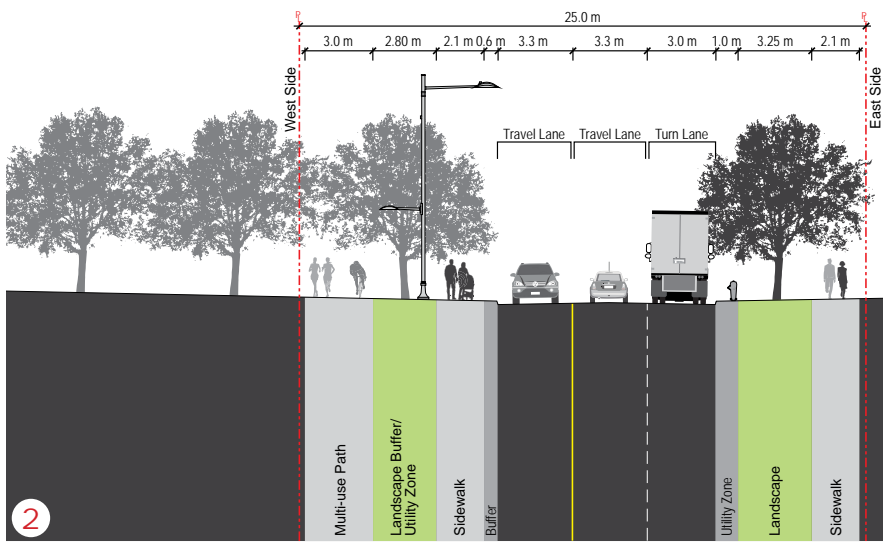 25.0 m
3.0 m 2.80 m 2.1 m 0.6 m 3.3 m 3.3 m 3.0 m 1.0 m 3.25 m 2.1 m
West Side
East Side
Travel Lane Travel Lane Turn Lane
Multi-use Path
Landscape Buffer/
Utility Zone
Sidewalk
Buffer
Utility Zone
Landscape
Sidewalk
2